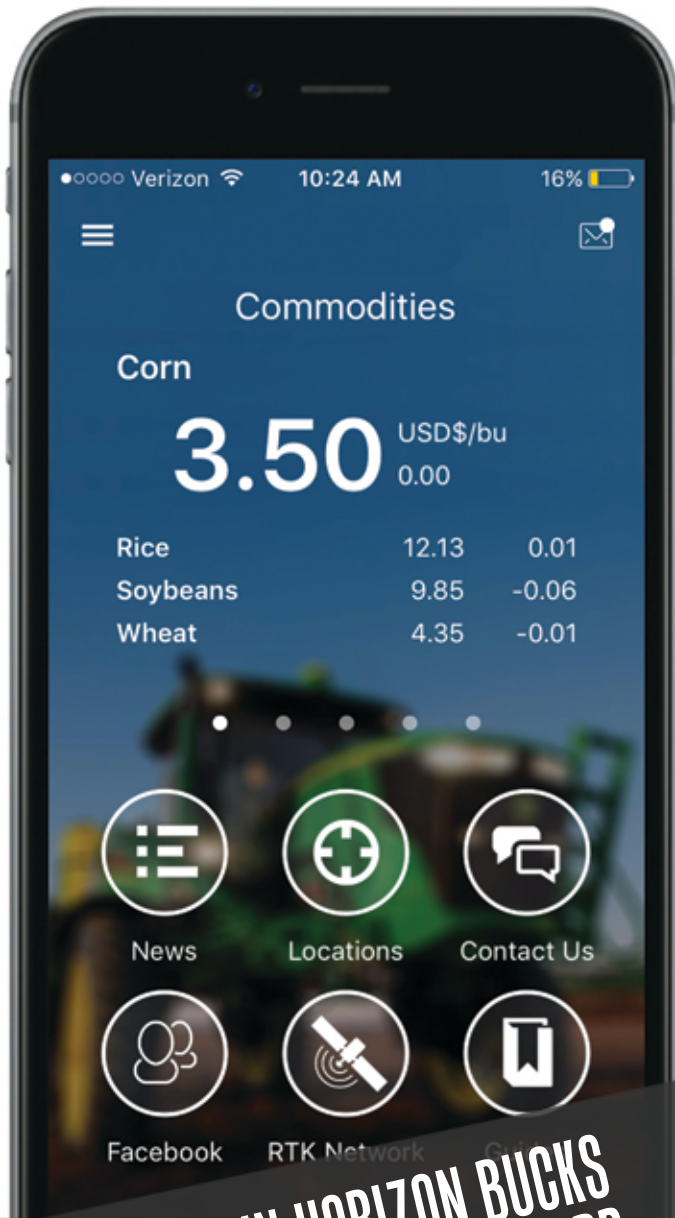 Verizon 10:24 AM 16%
Commodities
Corn
3.50 USD$/bu
0.00
Rice 12.13 0.01
Soybeans 9.85 -0.06
Wheat 4.35 -0.01
News Locations Contact Us
Facebook RTK Network
HORIZON BUCKS